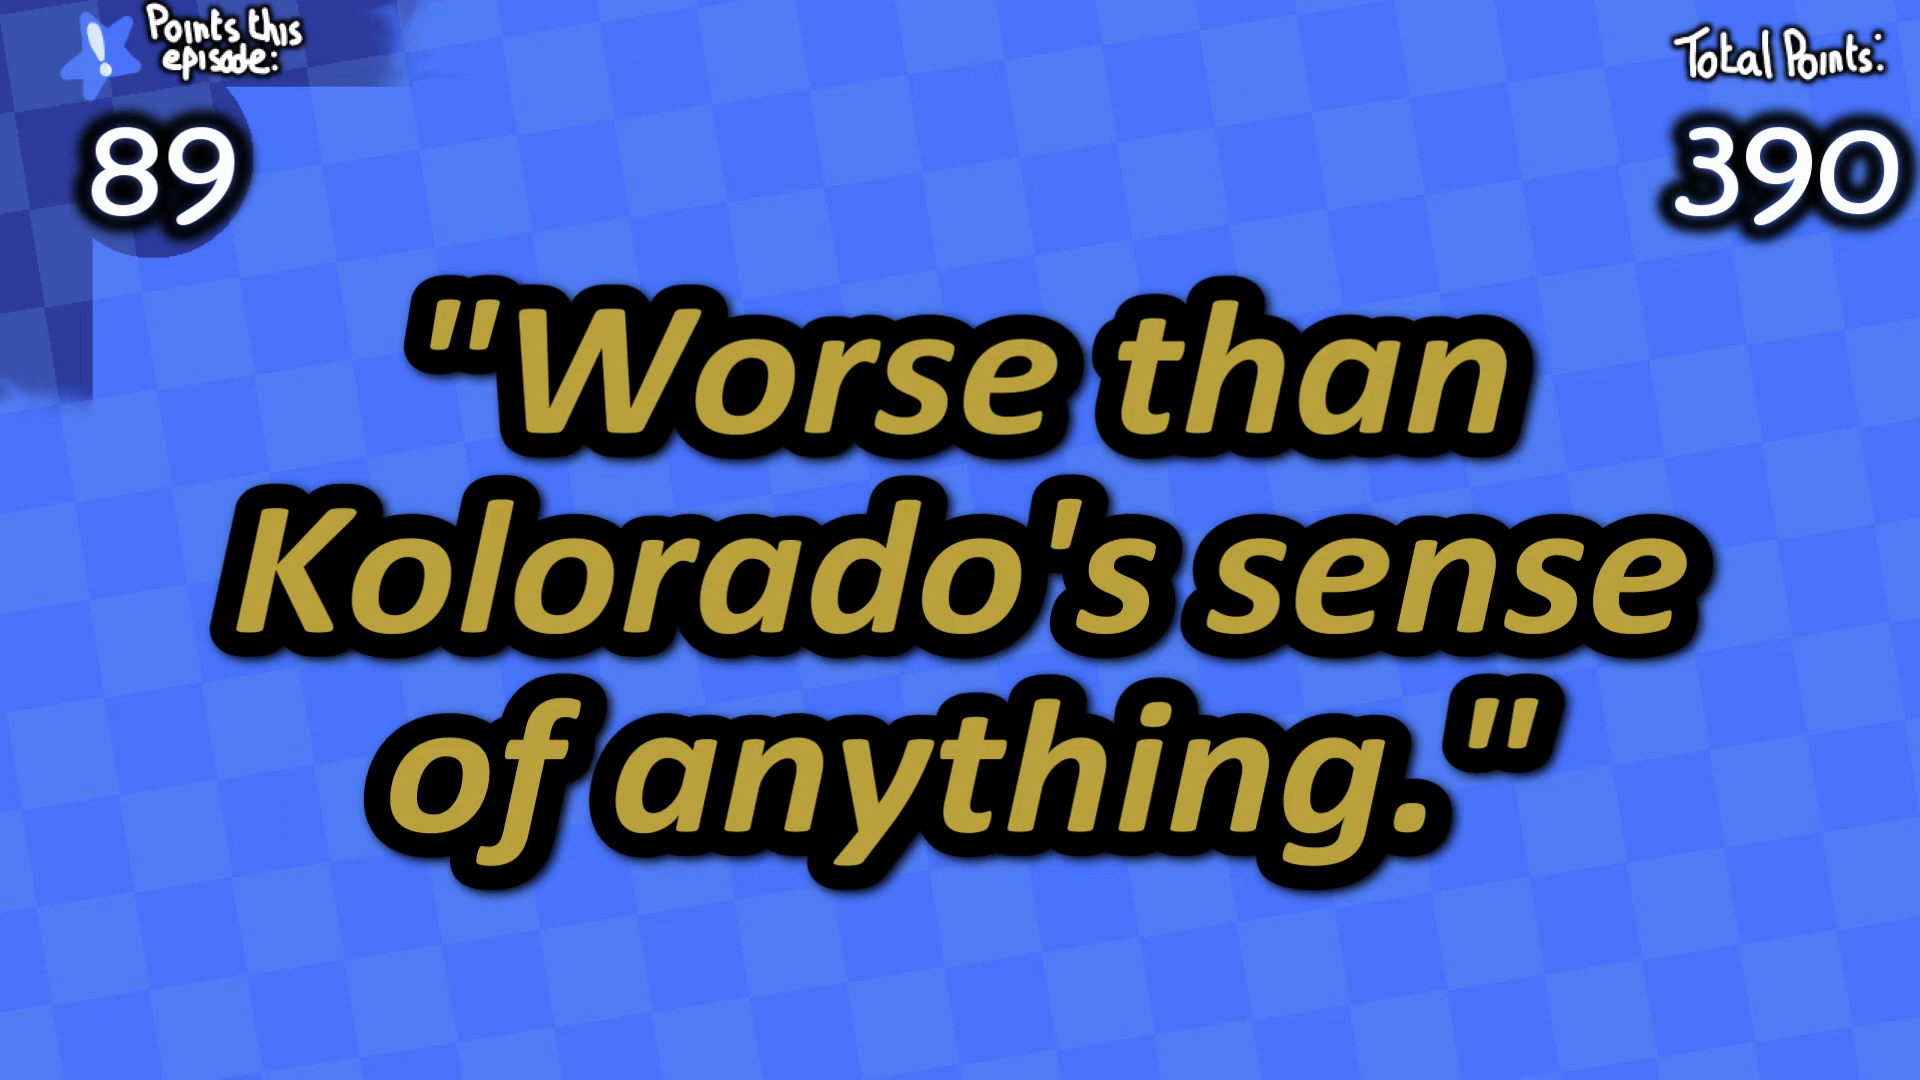 Points this
episode:
89
Total Points:
390
"Worse than
Kolorado's sense
of anything."